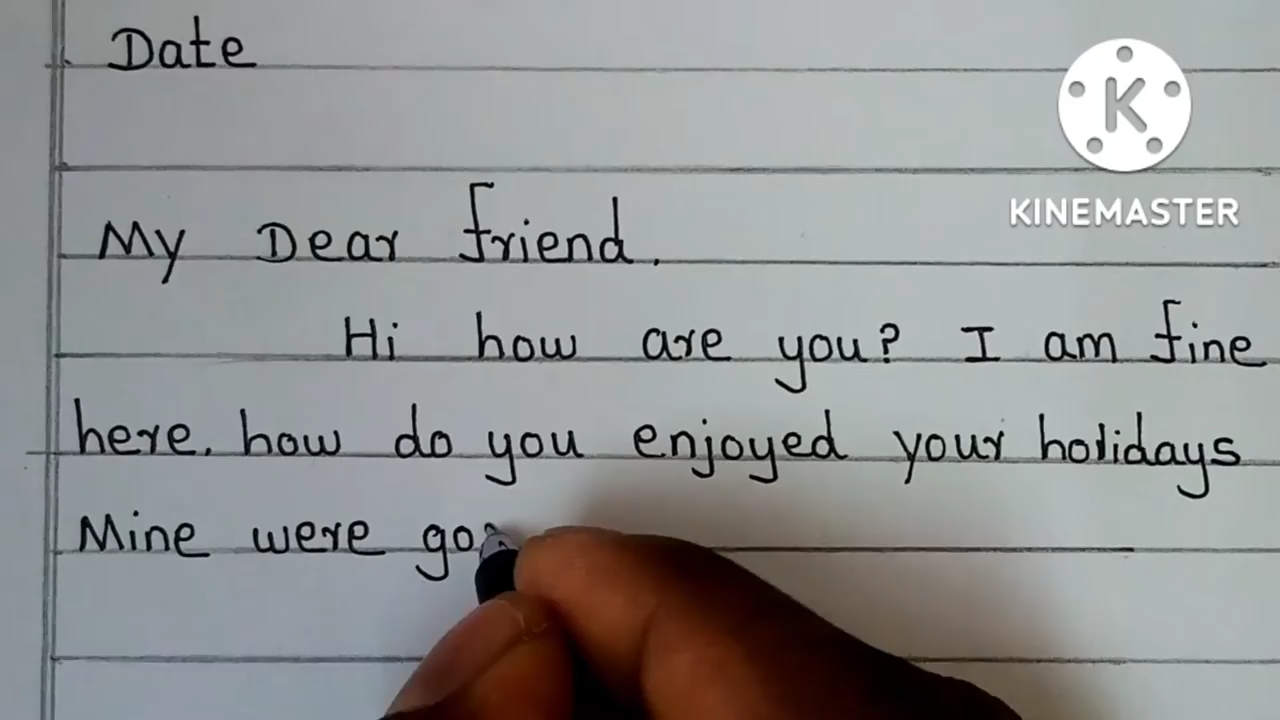 Date
KINEMASTER
My Dear friend.
Hi how are you? I am fine
here. how do you enjoyed your holidays
Mine were go